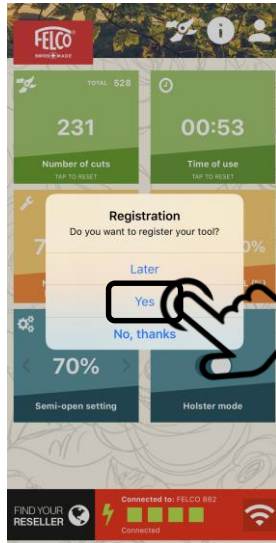 FELCO
SWISS MADE
TOTAL 528
231
Number of cuts
TAP TO RESET
00:53
Time of use
TAP TO RESET
7
0%
Registration
Do you want to register your tool?
Later
Yes
No, thanks
70%
Semi-open setting
Holster mode
FIND YOUR
RESELLER
Connected to: FELCO 882
Connected